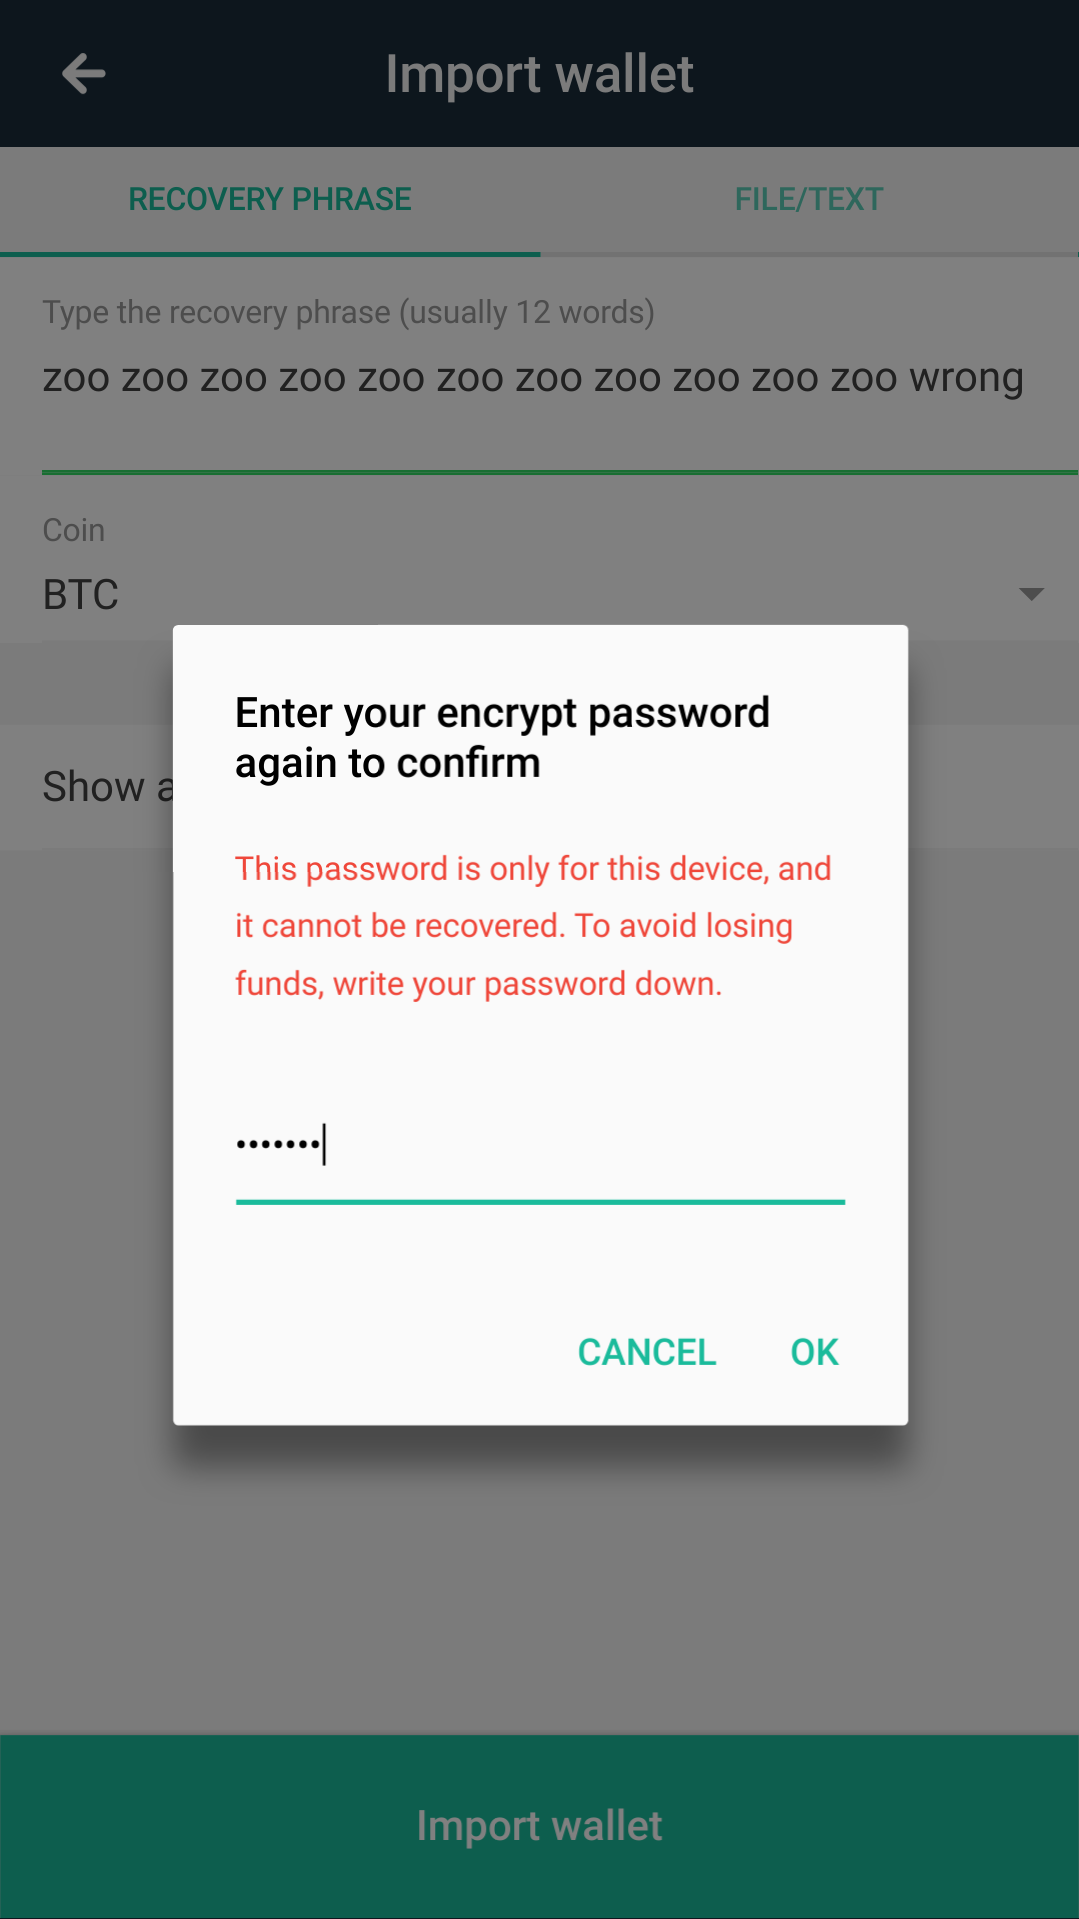 Import wallet
RECOVERY PHRASE FILE/TEXT
Type the recovery phrase (usually 12 words)
zoo zoo zoo zoo zoo zoo zoo zoo zoo zoo zoo wrong
Coin
BTC
Show
Enter your encrypt password
again to confirm
This password is only for this device, and
it cannot be recovered. To avoid losing
funds, write your password down.
•••••••
CANCEL OK
Import wallet